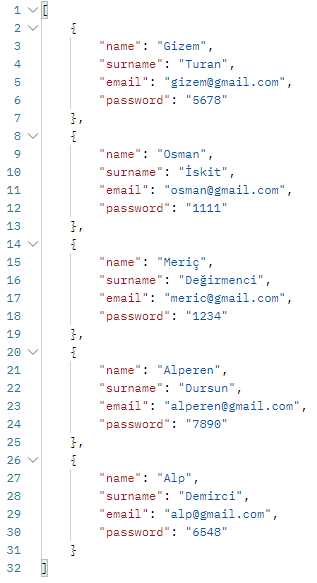 1 [
2 {
3 "name": "Gizem",
4 "surname": "Turan",
5 "email": "gizem@gmail.com",
6 "password": "5678"
7 },
8 {
9 "name": "Osman",
10 "surname": "İskit",
11 "email": "osman@gmail.com",
12 "password": "1111"
13 },
14 {
15 "name": "Meriç",
16 "surname": "Değirmenci",
17 "email": "meric@gmail.com",
18 "password": "1234"
19 },
20 {
21 "name": "Alperen",
22 "surname": "Dursun",
23 "email": "alperen@gmail.com",
24 "password": "7890"
25 },
26 {
27 "name": "Alp",
28 "surname": "Demirci",
29 "email": "alp@gmail.com",
30 "password": "6548"
31 }
32 ]